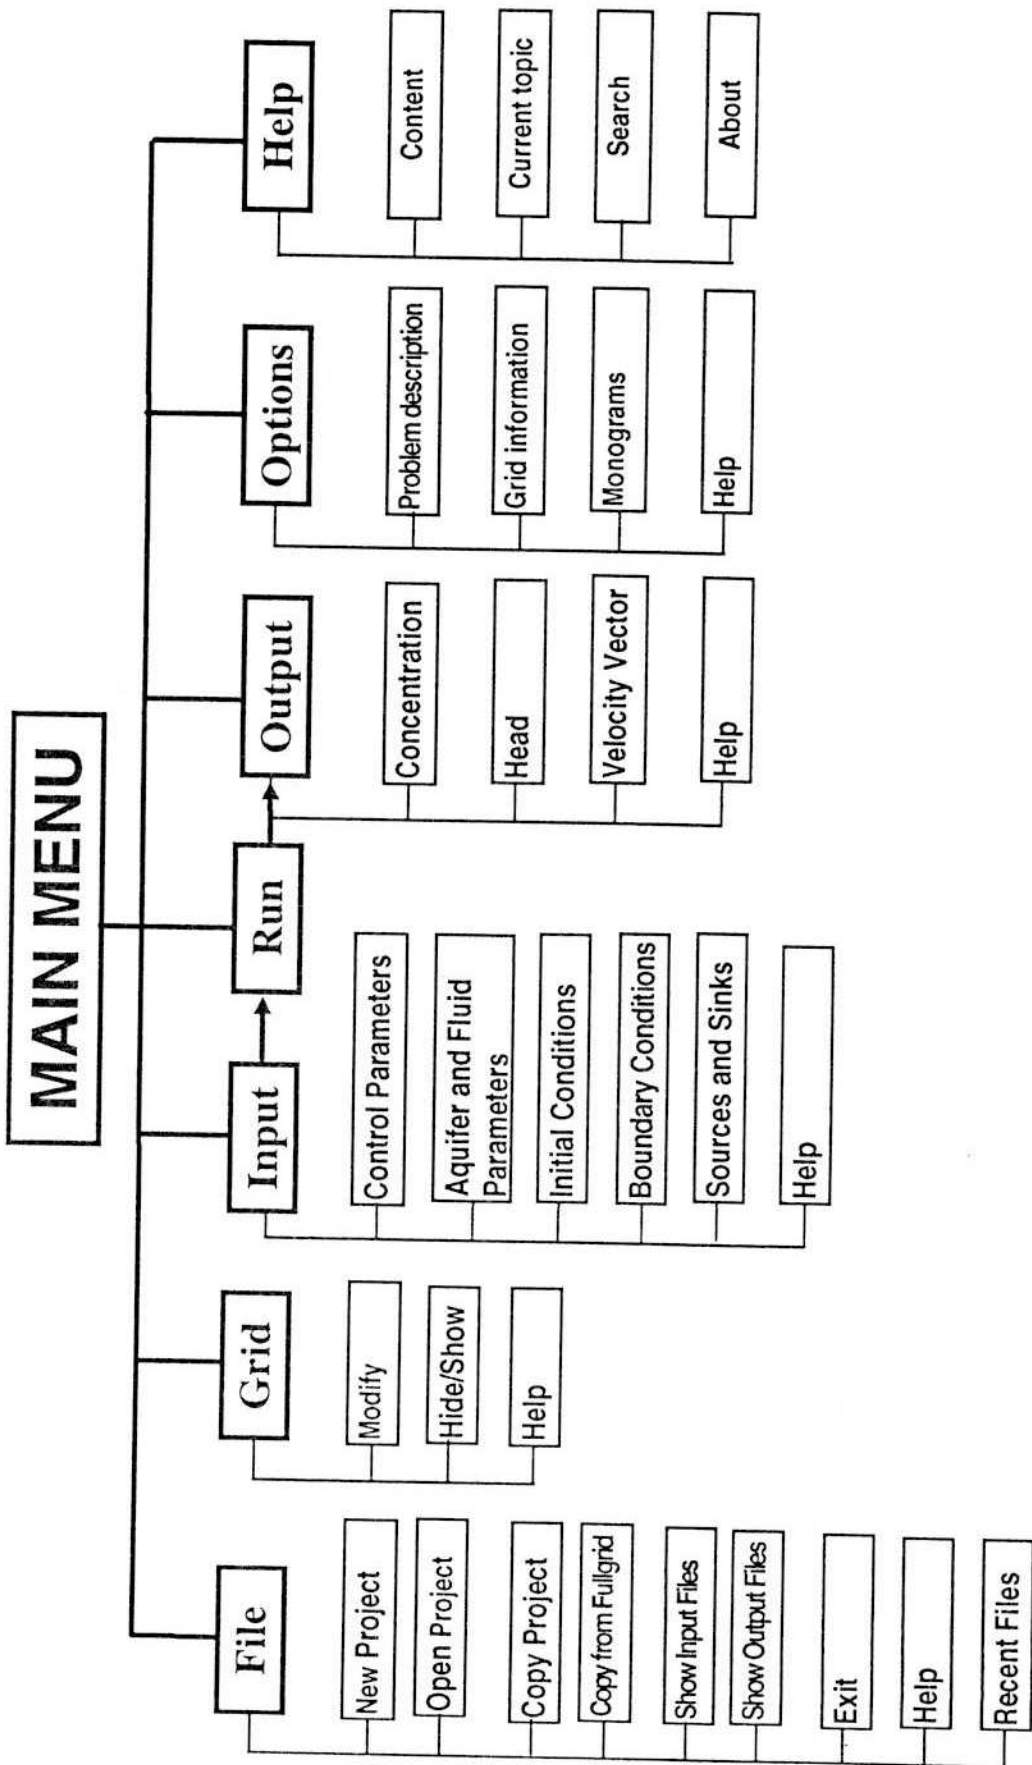 MAIN MENU
File
New Project
Open Project
Copy Project
Copy from Fullgrid
Show Input Files
Show Output Files
Exit
Help
Recent Files
Grid
Modify
Hide/Show
Help
Input
Control Parameters
Aquifer and Fluid
Parameters
Initial Conditions
Boundary Conditions
Sources and Sinks
Help
Run
Output
Concentration
Head
Velocity Vector
Help
Options
Problem description
Grid information
Monograms
Help
Help
Content
Current topic
Search
About